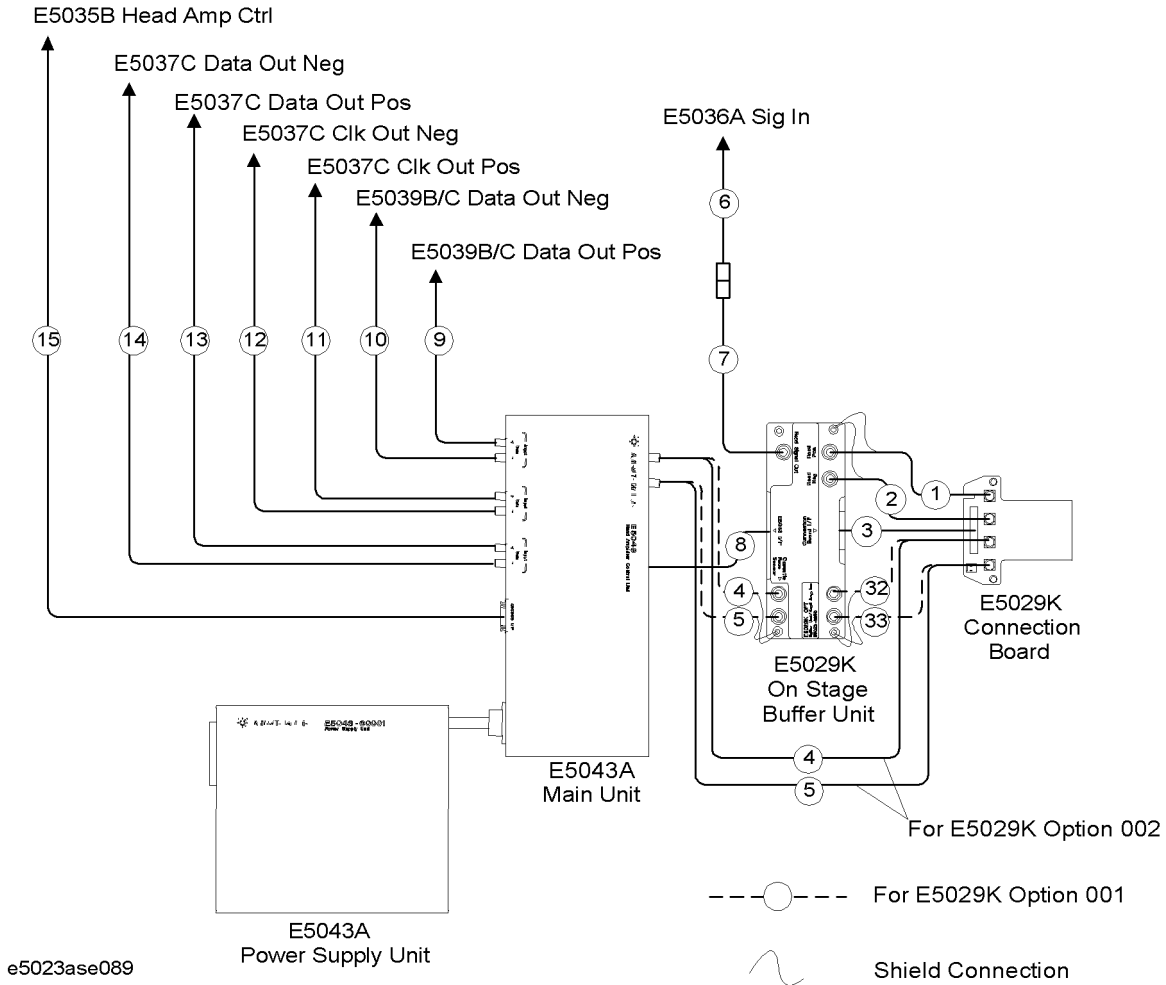 E5035B Head Amp Ctrl
E5037C Data Out Neg
E5037C Data Out Pos
E5037C Clk Out Neg
E5037C Clk Out Pos
E5039B/C Data Out Neg
E5039B/C Data Out Pos
E5036A Sig In
6
15
14
13
12
11
10
9
7
1
2
3
8
4
5
32
33
E5029K
Connection
Board
E5029K
On Stage
Buffer Unit
E5043A
Main Unit
4
5
For E5029K Option 002
Power Supply Unit
E5043A
Power Supply Unit
For E5029K Option 001
Shield Connection
e5023ase089